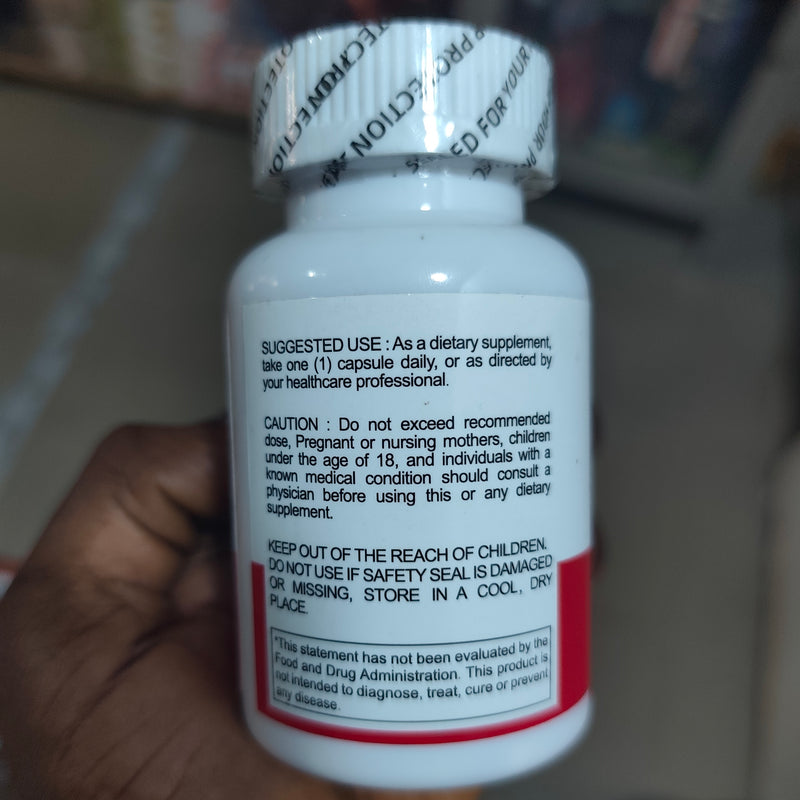 SEALED FOR YOUR
PROTECTION
SUGGESTED USE : As a dietary supplement,
take one (1) capsule daily, or as directed by
your healthcare professional.
CAUTION : Do not exceed recommended
dose, Pregnant or nursing mothers, children
under the age of 18, and individuals with a
known medical condition should consult a
physician before using this or any dietary
supplement.
KEEP OUT OF THE REACH OF CHILDREN.
DO NOT USE IF SAFETY SEAL IS DAMAGED
OR MISSING, STORE IN A COOL, DRY
PLACE.
*This statement has not been evaluated by the
Food and Drug Administration. This product is
not intended to diagnose, treat, cure or prevent
any disease.